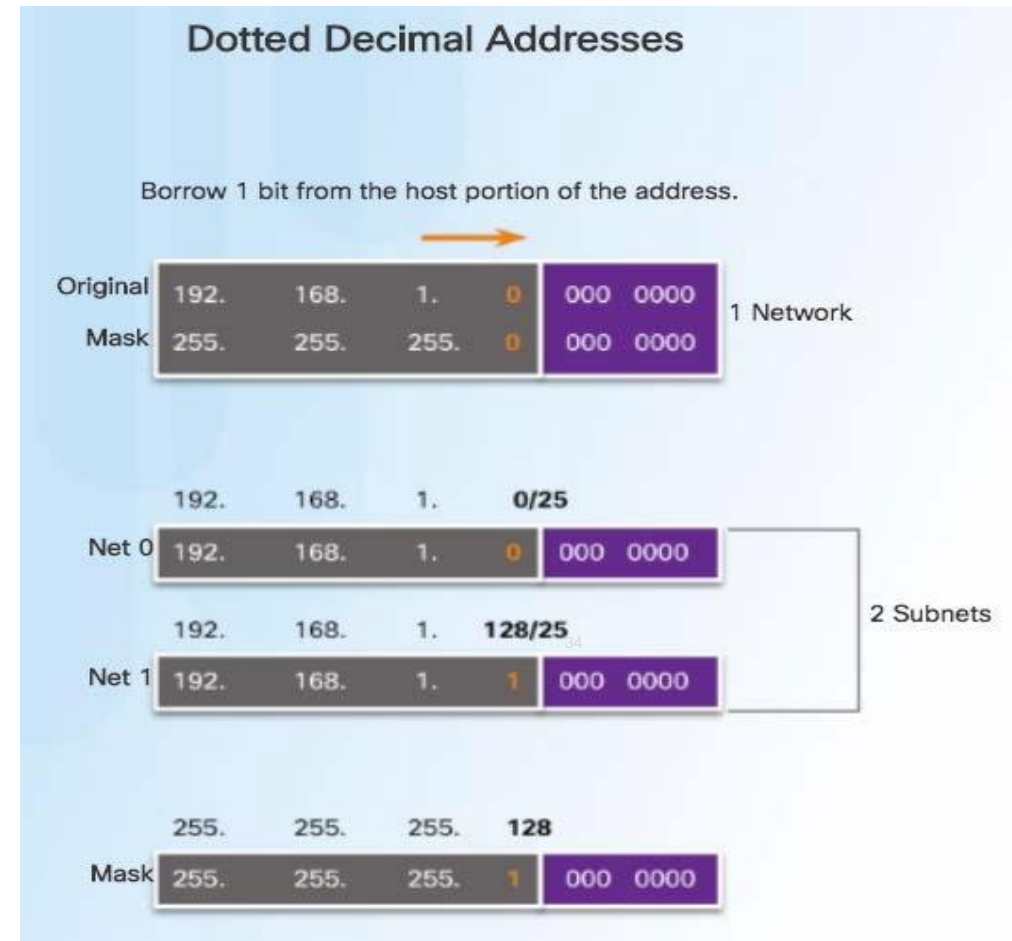 Dotted Decimal Addresses
Borrow 1 bit from the host portion of the address.
Original 192. 168. 1. 0 000 0000
Mask 255. 255. 255. 0 000 0000
1 Network
192. 168. 1. 0/25
Net 0 192. 168. 1. 0 000 0000
192. 168. 1. 128/25
34
Net 1 192. 168. 1. 1 000 0000
2 Subnets
255. 255. 255. 128
Mask 255. 255. 255. 1 000 0000